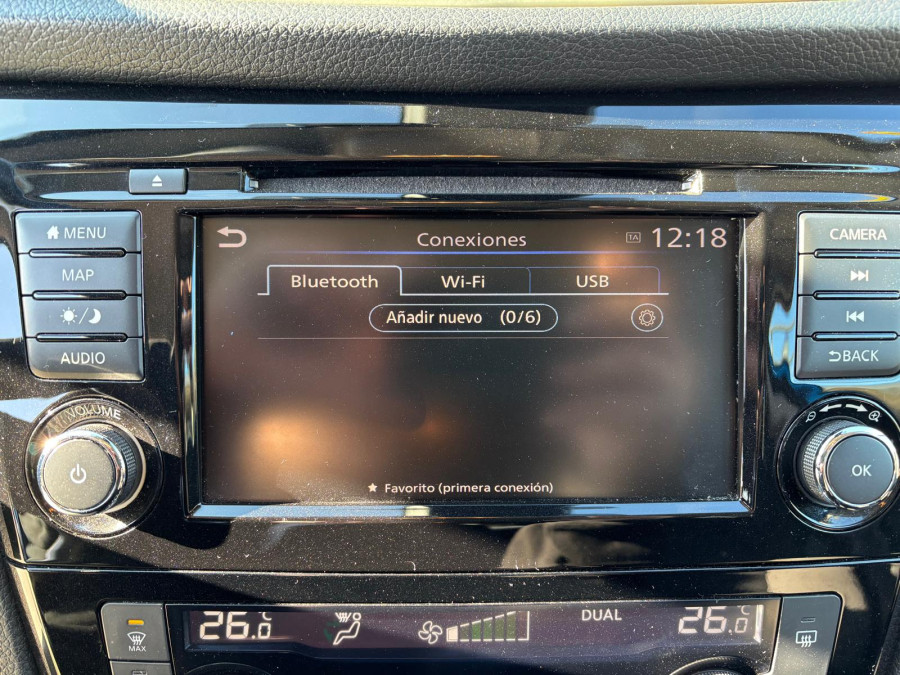 MENU
MAP
AUDIO
VOLUME
Conexiones
1A
12:18
Bluetooth
Wi-Fi
USB
Añadir nuevo (0/6)
★ Favorito (primera conexión)
CAMERA
BACK
OK
MAX
26.0 °C
DUAL
26.0 °C